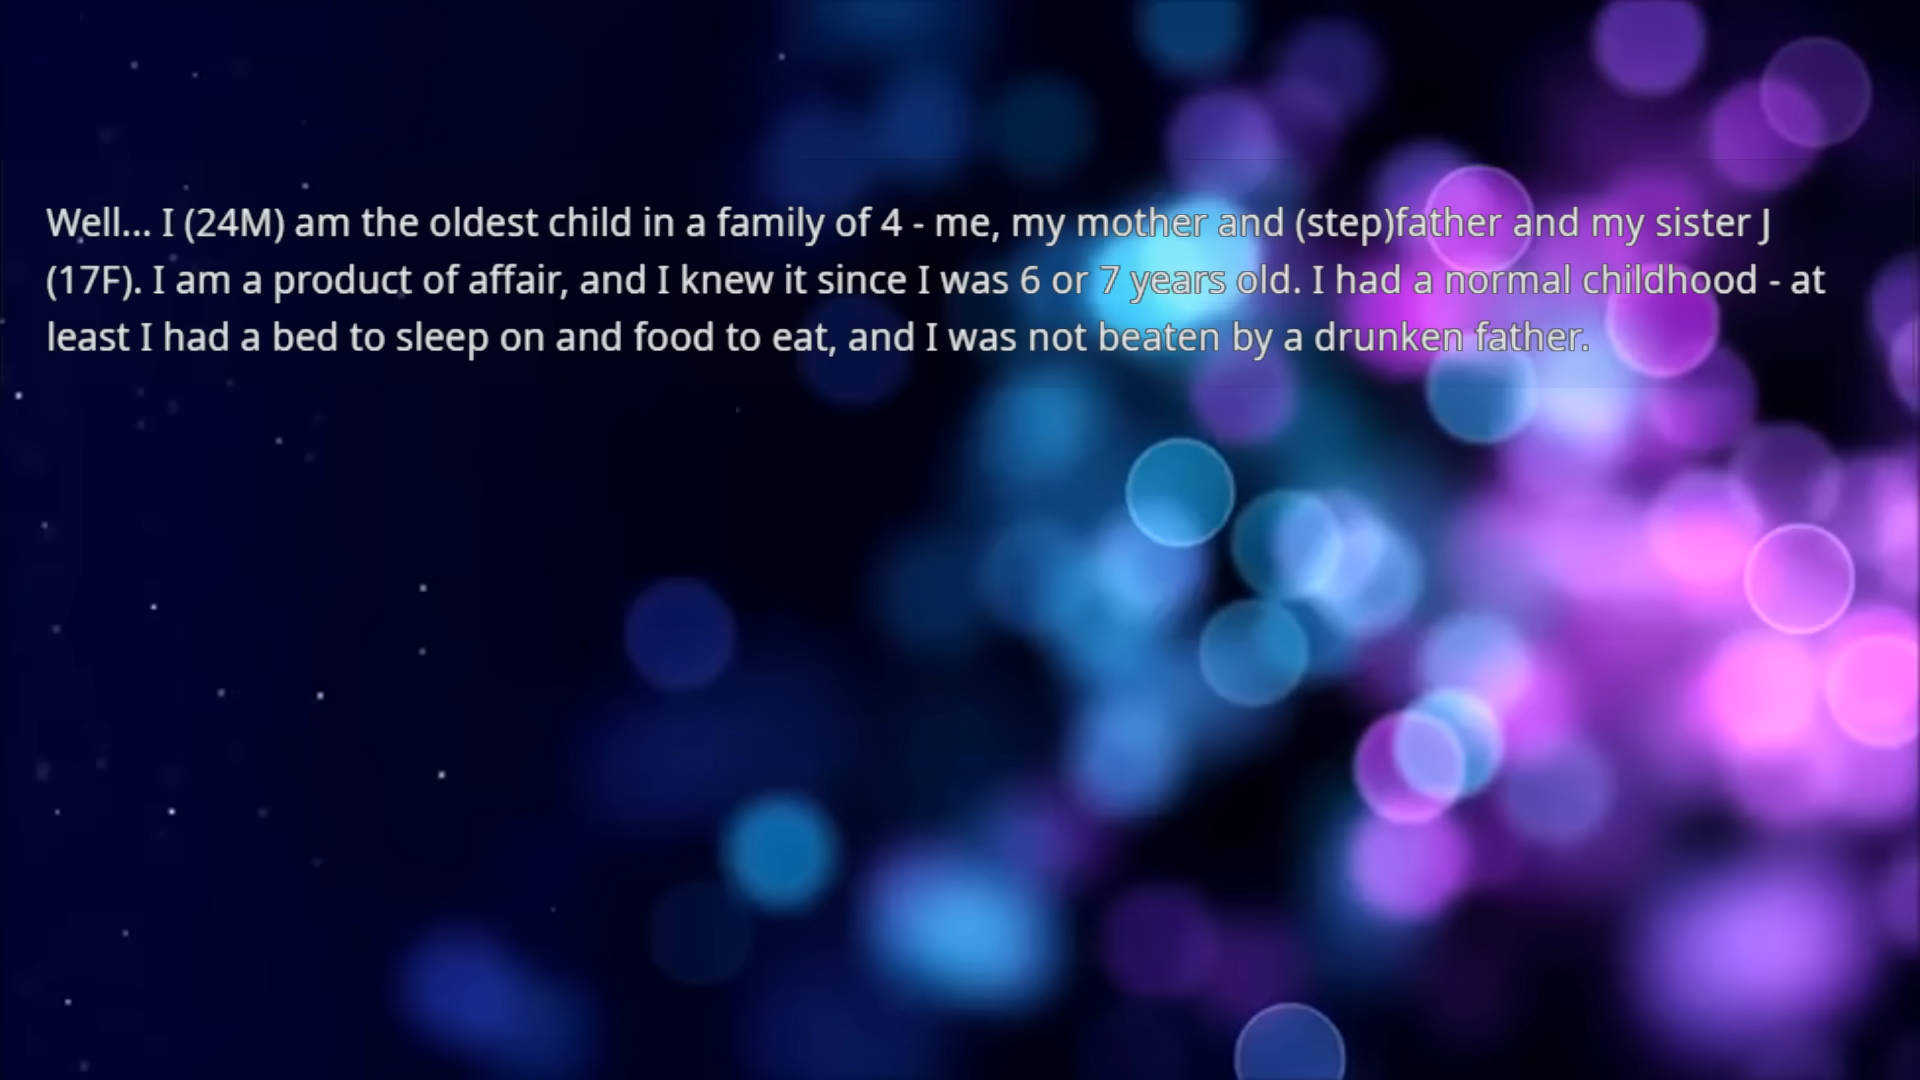 Well... I (24M) am the oldest child in a family of 4 - me, my mother and (step)father and my sister J
(17F). I am a product of affair, and I knew it since I was 6 or 7 years old. I had a normal childhood - at
least I had a bed to sleep on and food to eat, and I was not beaten by a drunken father.